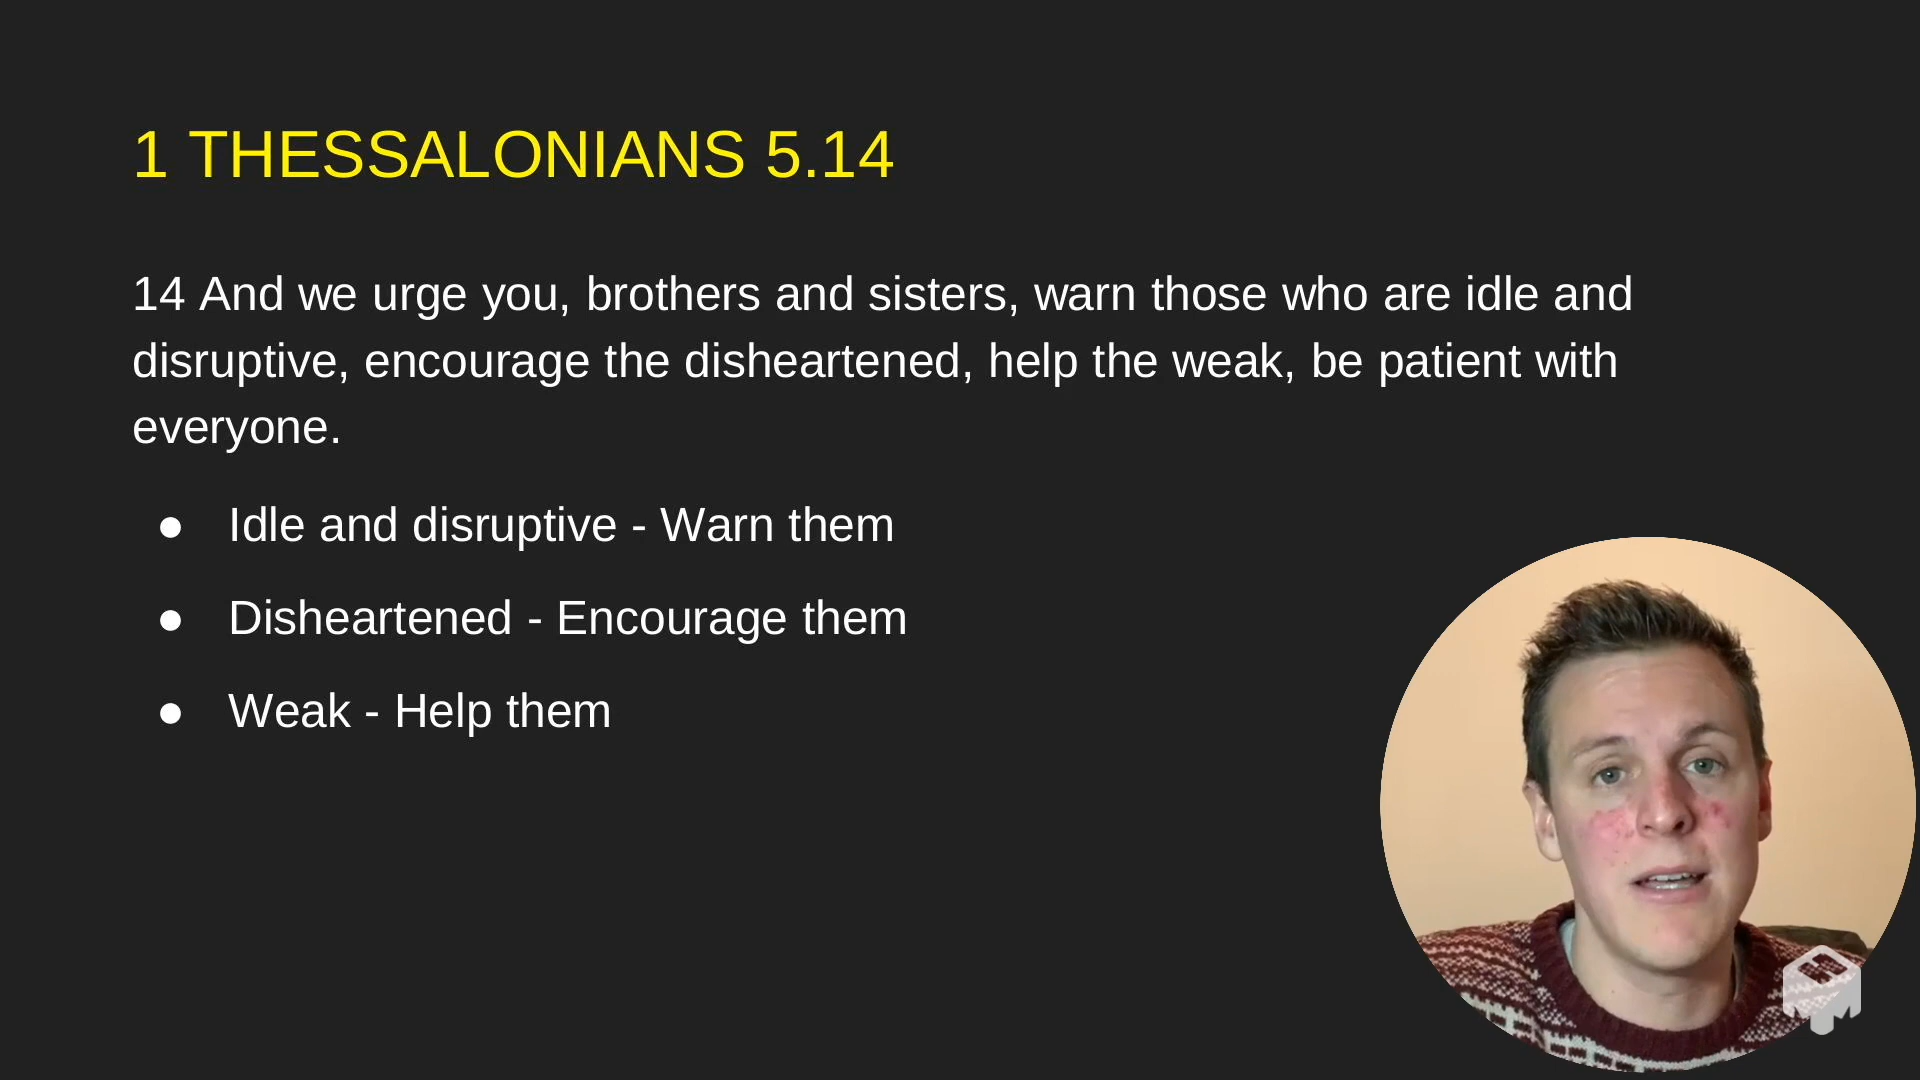 1 THESSALONIANS 5.14
14 And we urge you, brothers and sisters, warn those who are idle and
disruptive, encourage the disheartened, help the weak, be patient with
everyone.
● Idle and disruptive - Warn them
● Disheartened - Encourage them
● Weak - Help them